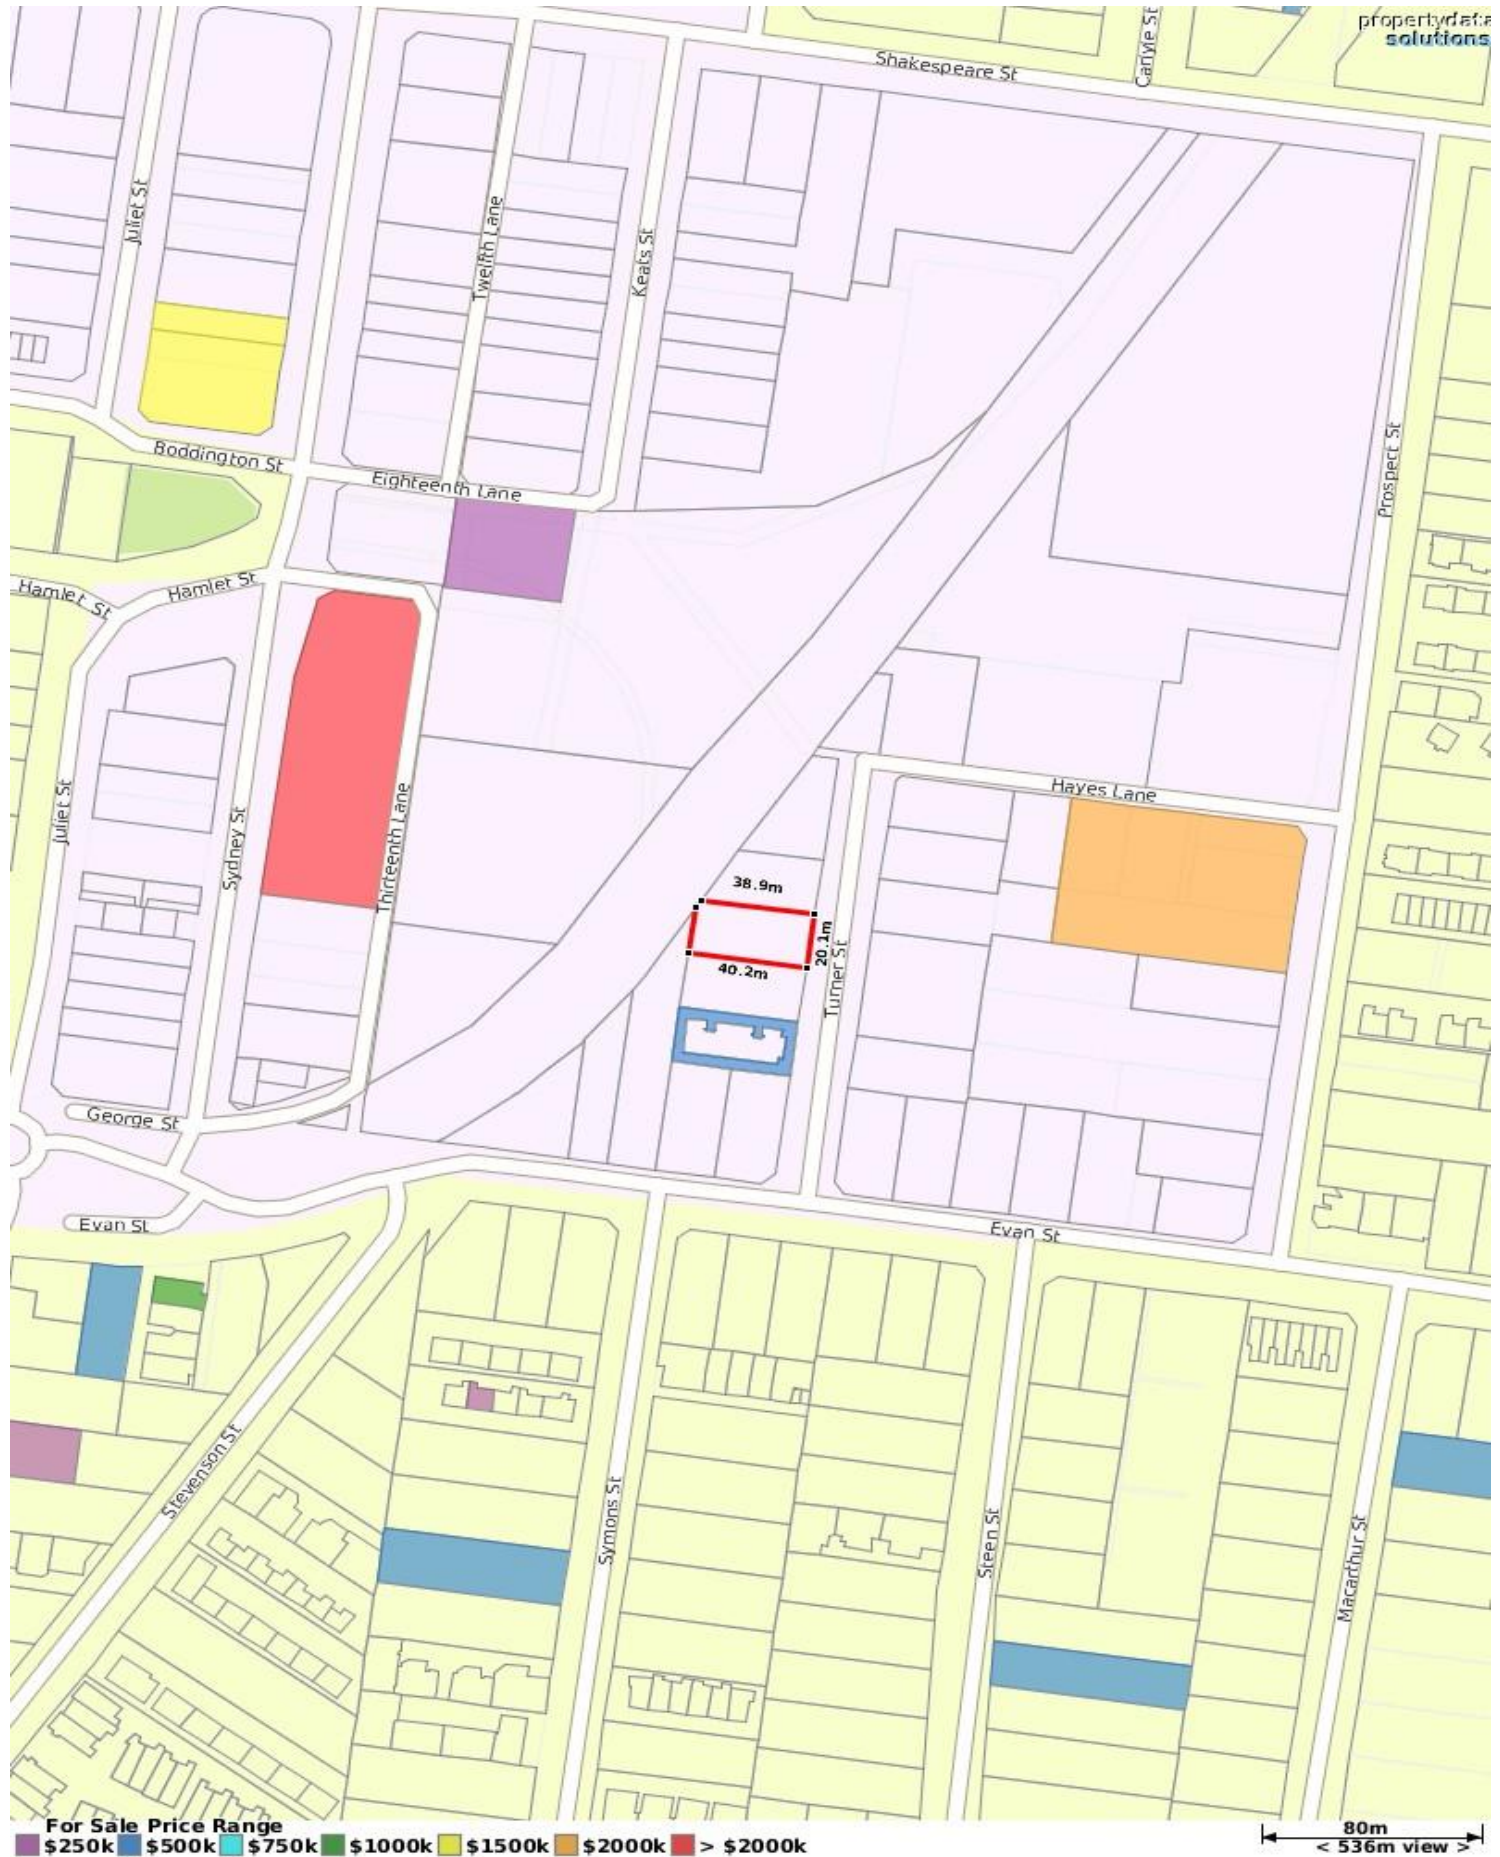 propertydata
solutions
Shakespeare St
Carlyle St
Juliet St
Twelfth Lane
Keats St
Prospect St
Boddington St
Eighteenth Lane
Hamlet St
Hamlet St
Hayes Lane
Juliet St
Sydney St
Thirteenth Lane
38.9m
20.1m
40.2m
Turner St
George St
Evan St
Evan St
Stevenson St
Symons St
Steen St
Macarthur St
For Sale Price Range
$250k $500k $750k $1000k $1500k $2000k > $2000k
80m
< 536m view >